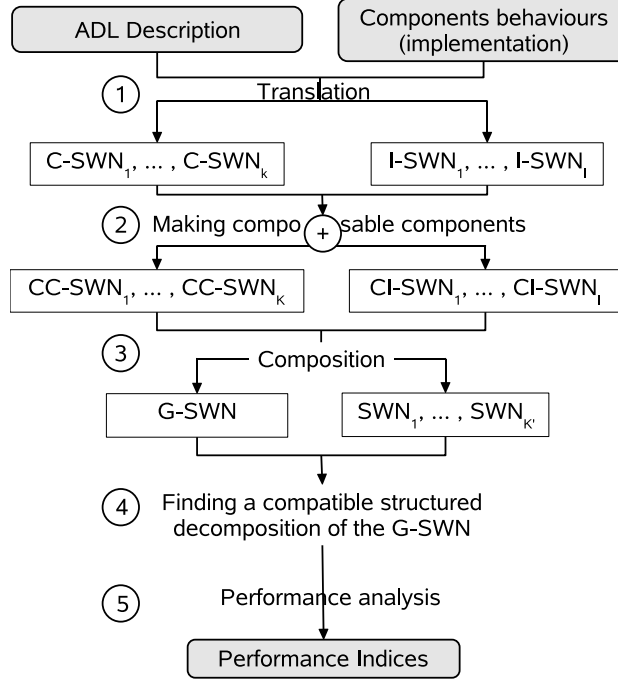 ADL Description
Components behaviours
(implementation)
1
Translation
C-SWN1, ... , C-SWNk
I-SWN1, ... , I-SWNl
2
Making compo + sable components
CC-SWN1, ... , CC-SWNK
CI-SWN1, ... , CI-SWNl
3
Composition
G-SWN
SWN1, ... , SWNK'
4
Finding a compatible structured
decomposition of the G-SWN
5
Performance analysis
Performance Indices